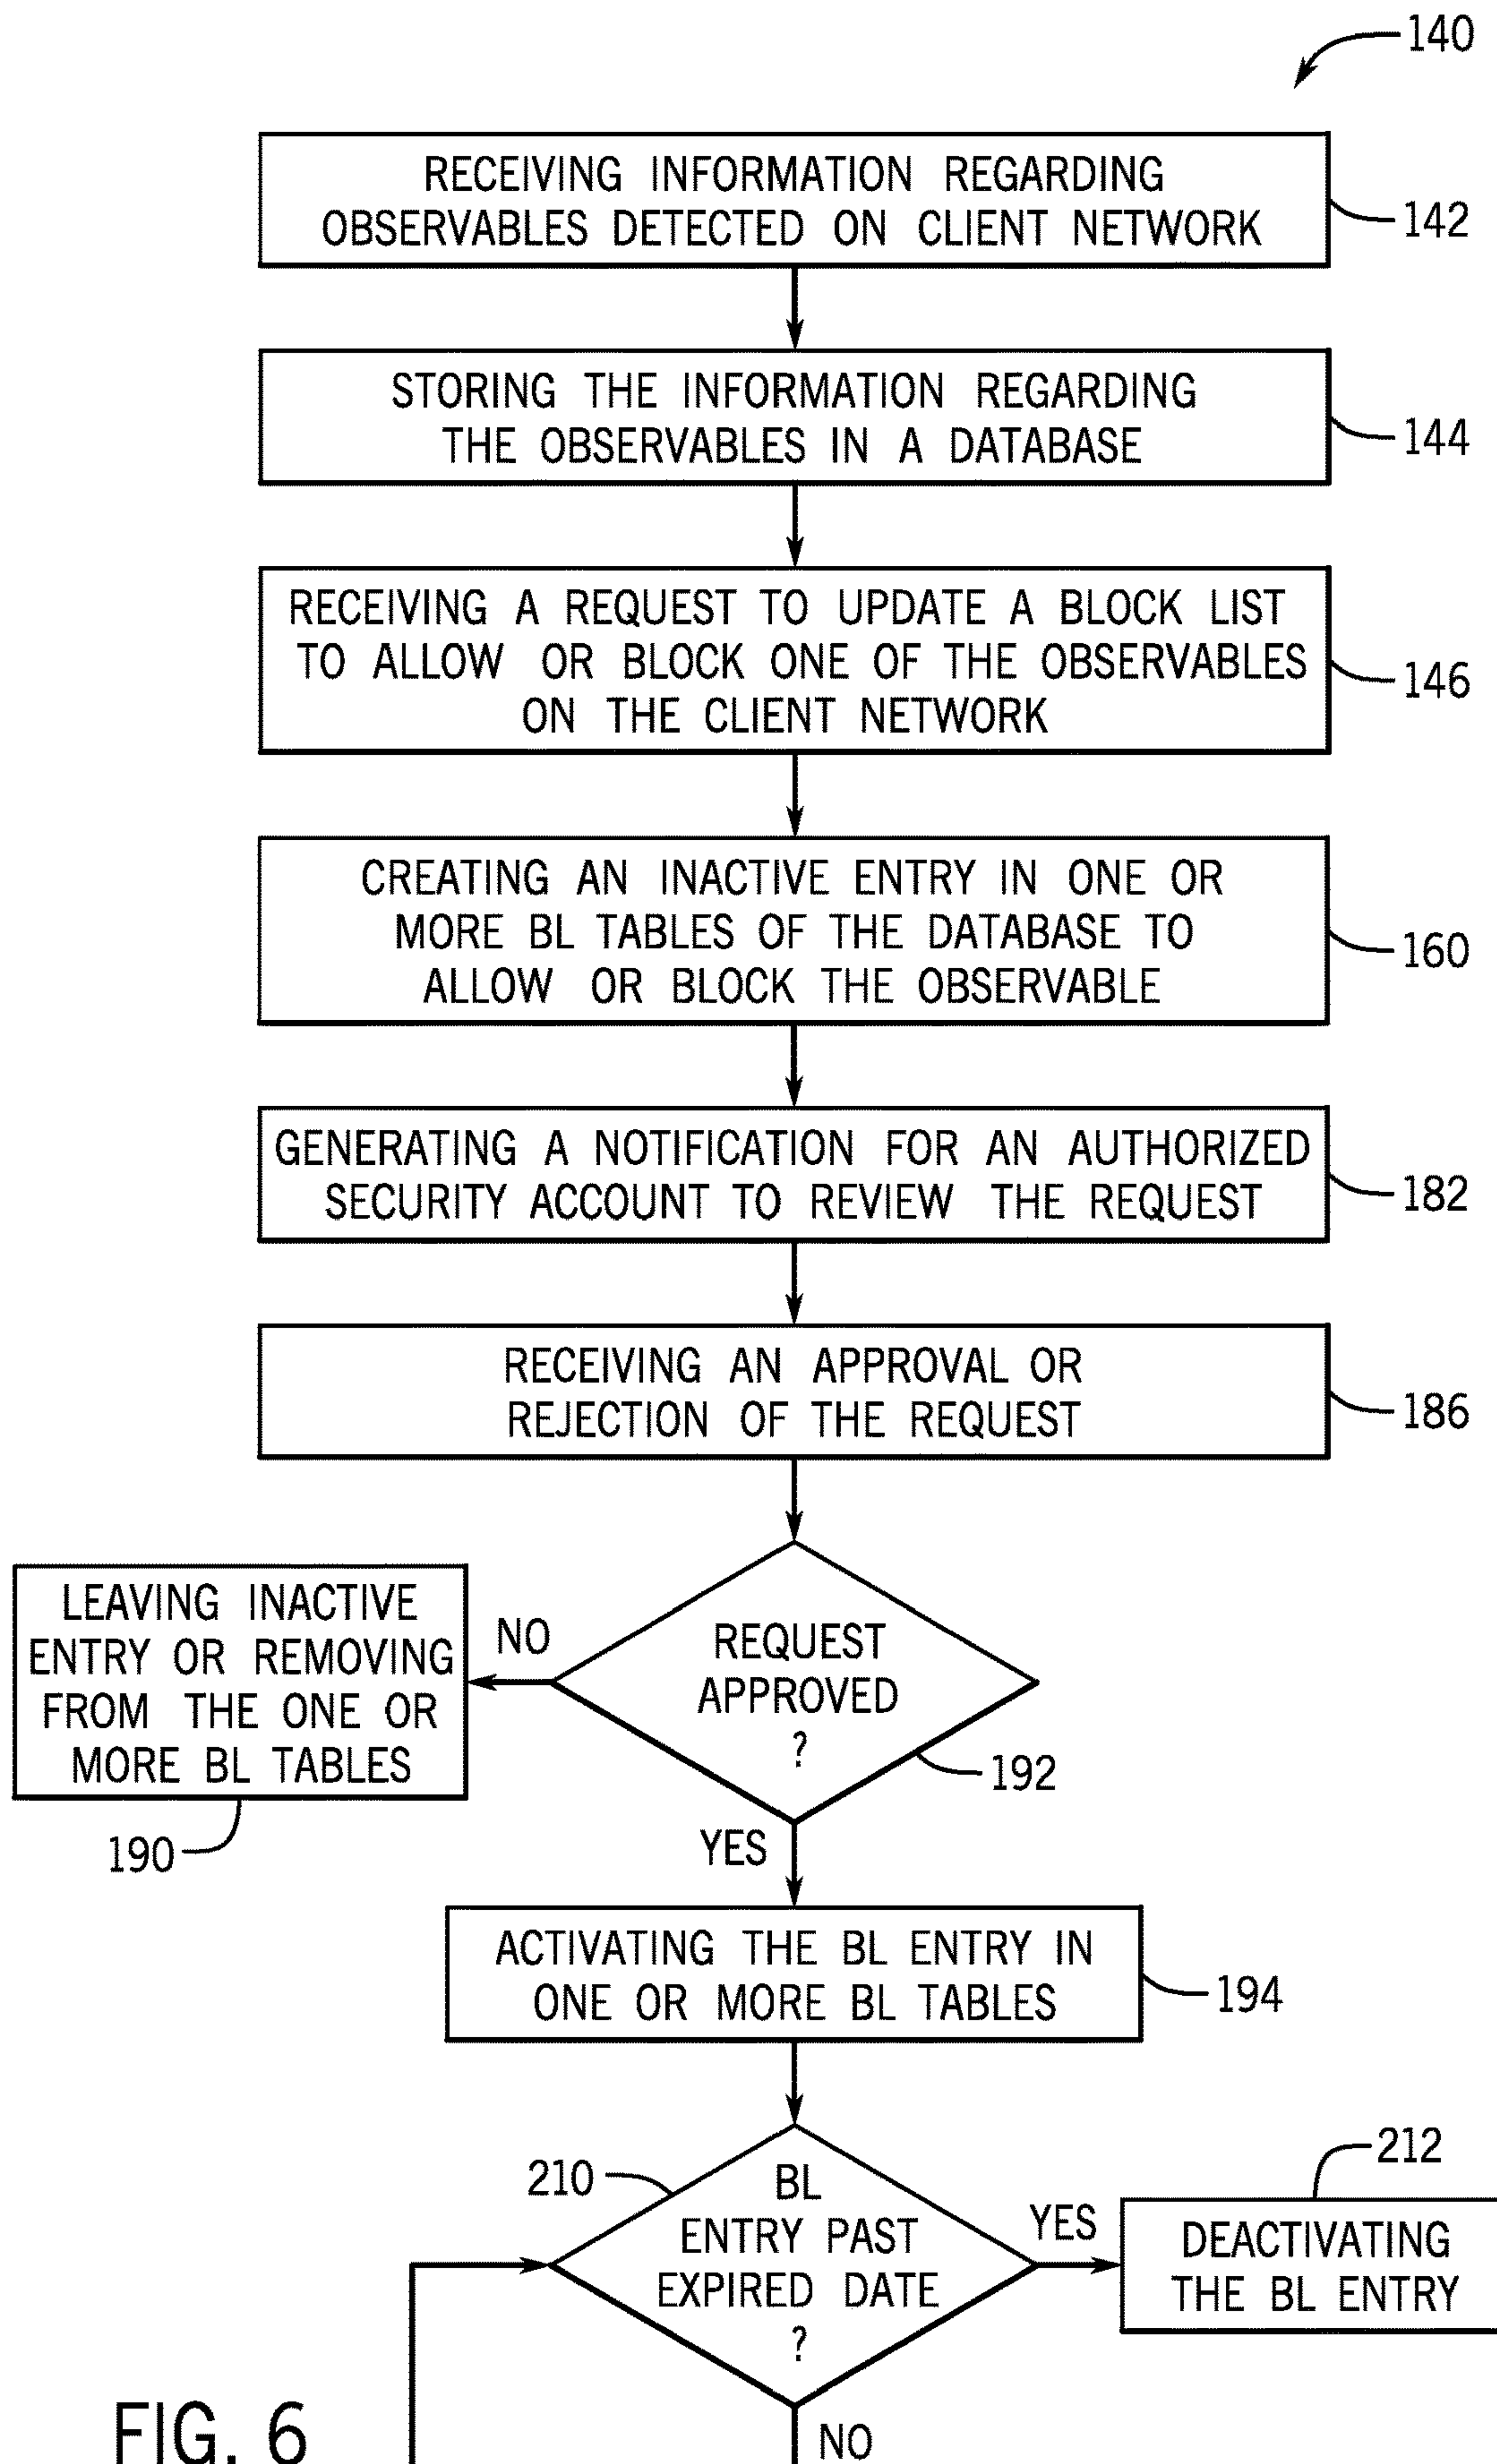 140
RECEIVING INFORMATION REGARDING
OBSERVABLES DETECTED ON CLIENT NETWORK
142
STORING THE INFORMATION REGARDING
THE OBSERVABLES IN A DATABASE
144
RECEIVING A REQUEST TO UPDATE A BLOCK LIST
TO ALLOW OR BLOCK ONE OF THE OBSERVABLES
ON THE CLIENT NETWORK
146
CREATING AN INACTIVE ENTRY IN ONE OR
MORE BL TABLES OF THE DATABASE TO
ALLOW OR BLOCK THE OBSERVABLE
160
GENERATING A NOTIFICATION FOR AN AUTHORIZED
SECURITY ACCOUNT TO REVIEW THE REQUEST
182
RECEIVING AN APPROVAL OR
REJECTION OF THE REQUEST
186
REQUEST
APPROVED
?
192
NO
LEAVING INACTIVE
ENTRY OR REMOVING
FROM THE ONE OR
MORE BL TABLES
190
YES
ACTIVATING THE BL ENTRY IN
ONE OR MORE BL TABLES
194
210
BL
ENTRY PAST
EXPIRED DATE
?
YES
212
DEACTIVATING
THE BL ENTRY
NO
FIG. 6